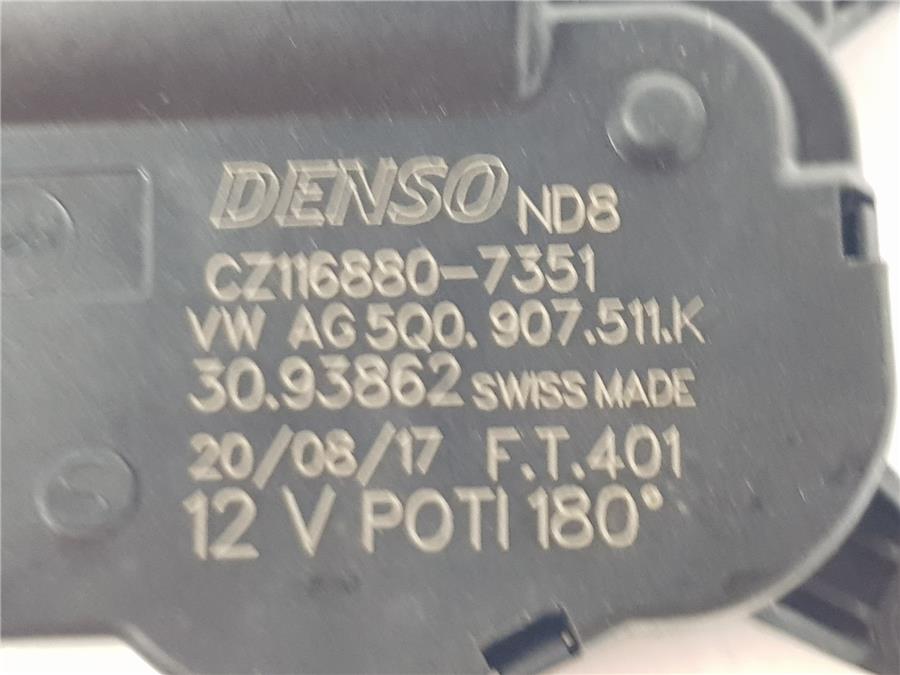 DENSO ND8
CZ116880-7351
VW AG 5Q0.907.511.K
30.93862 SWISS MADE
20/08/17 F.T.401
12 V POTI 180°
S